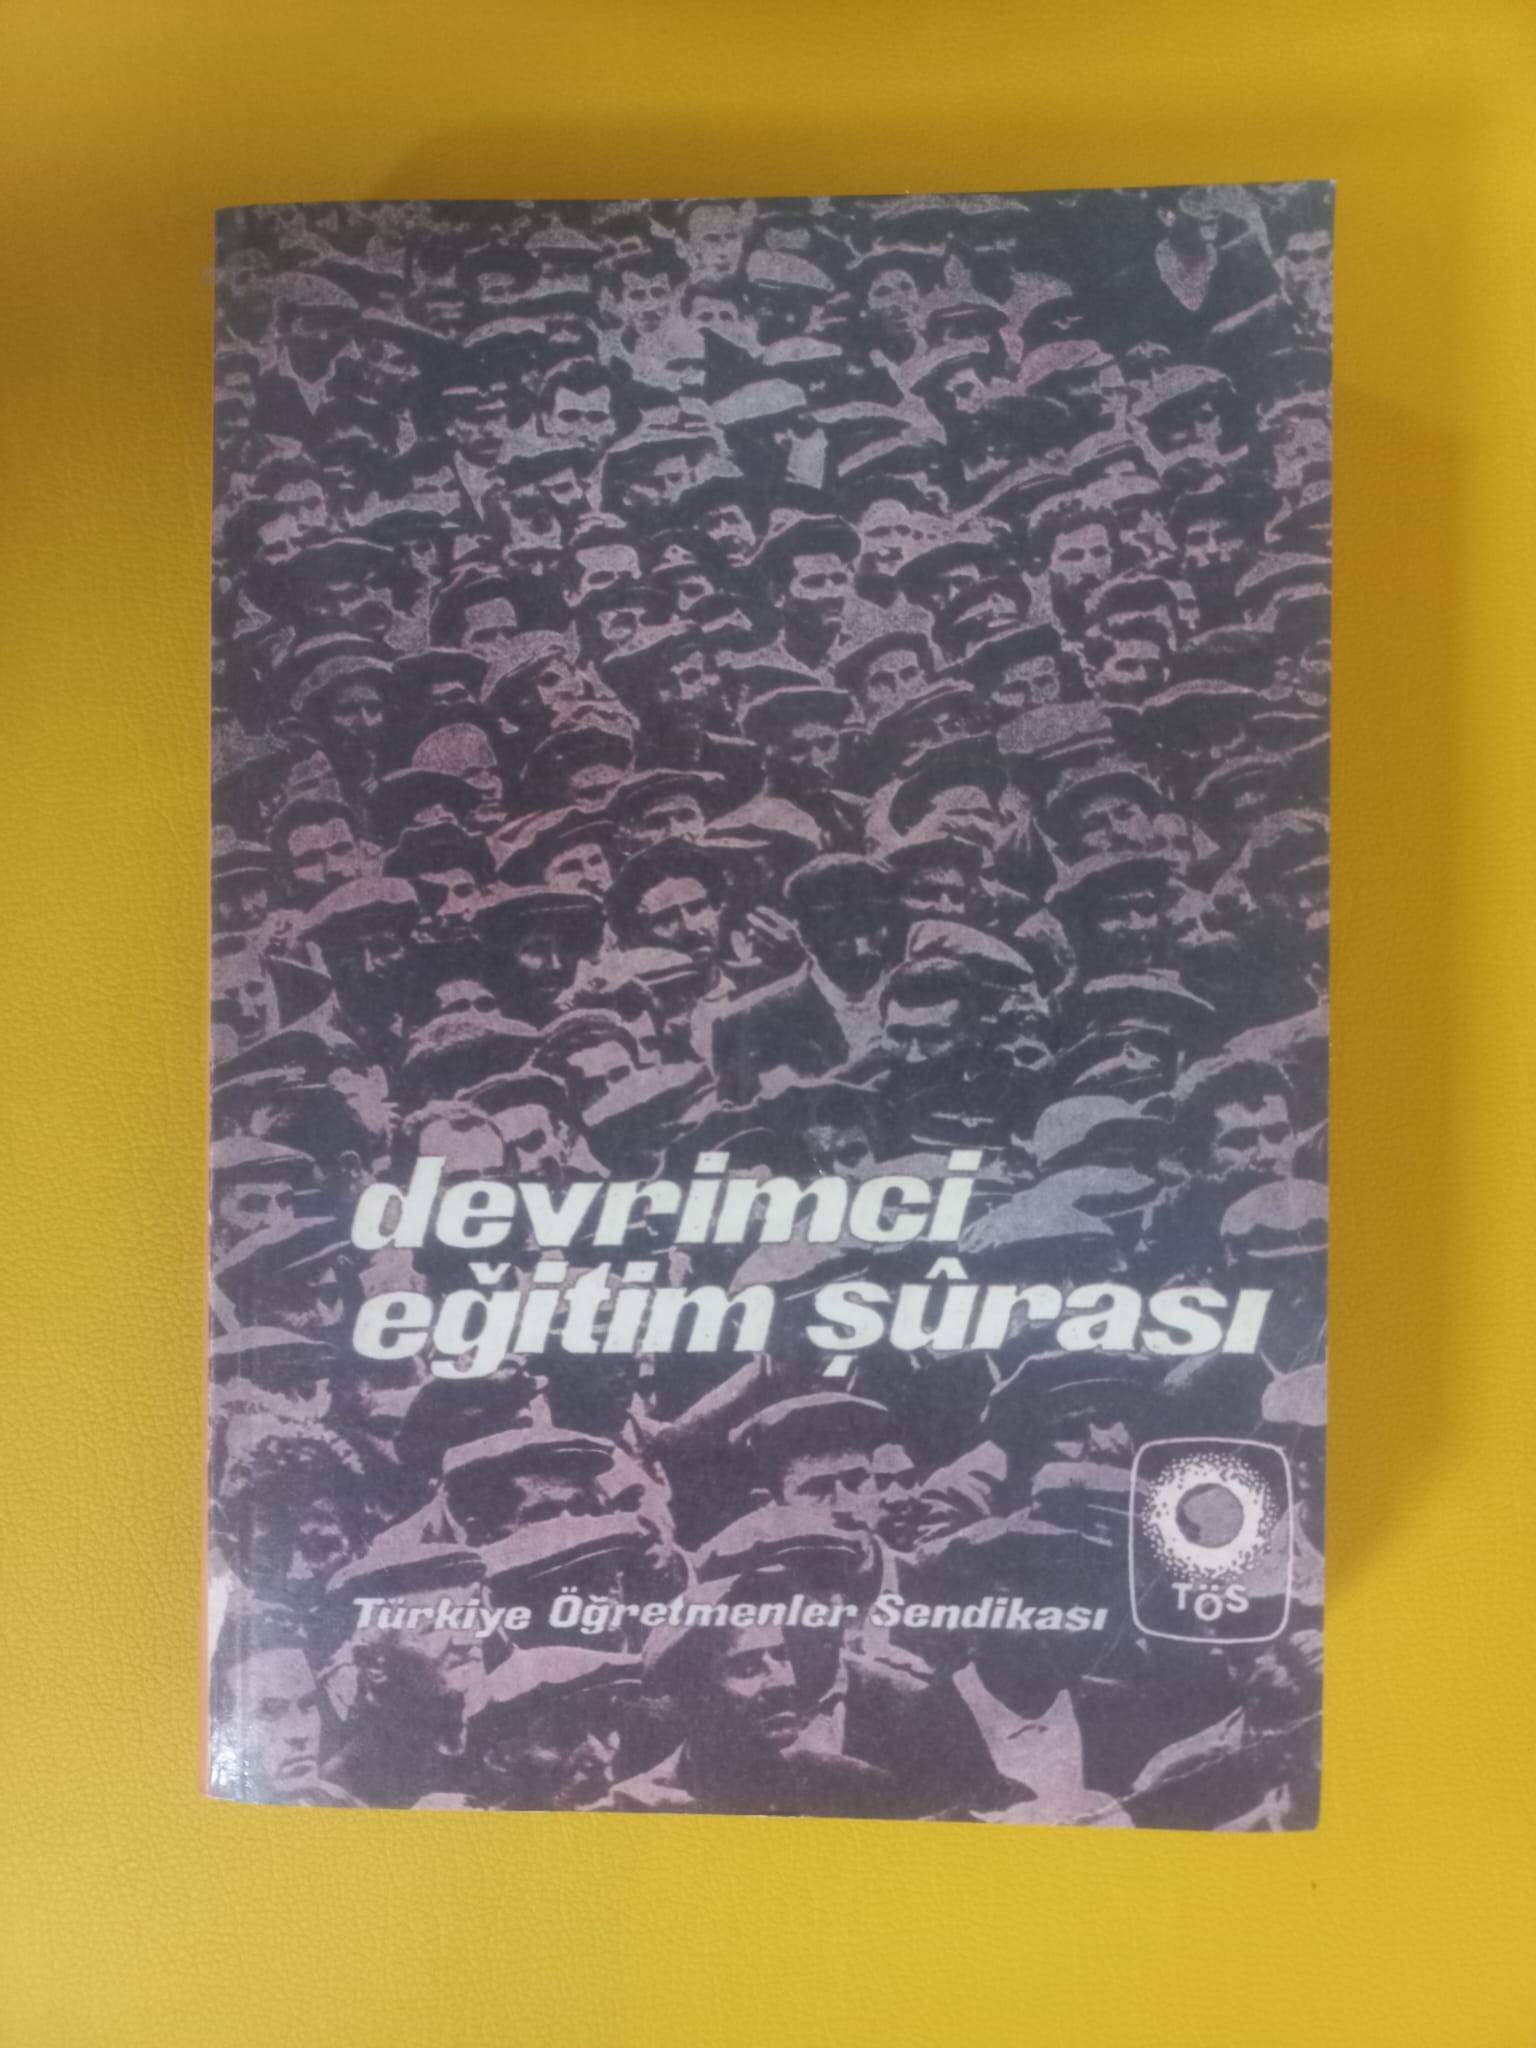 devrimci
eğitim şûrası
Türkiye Öğretmenler Sendikası
TÖS